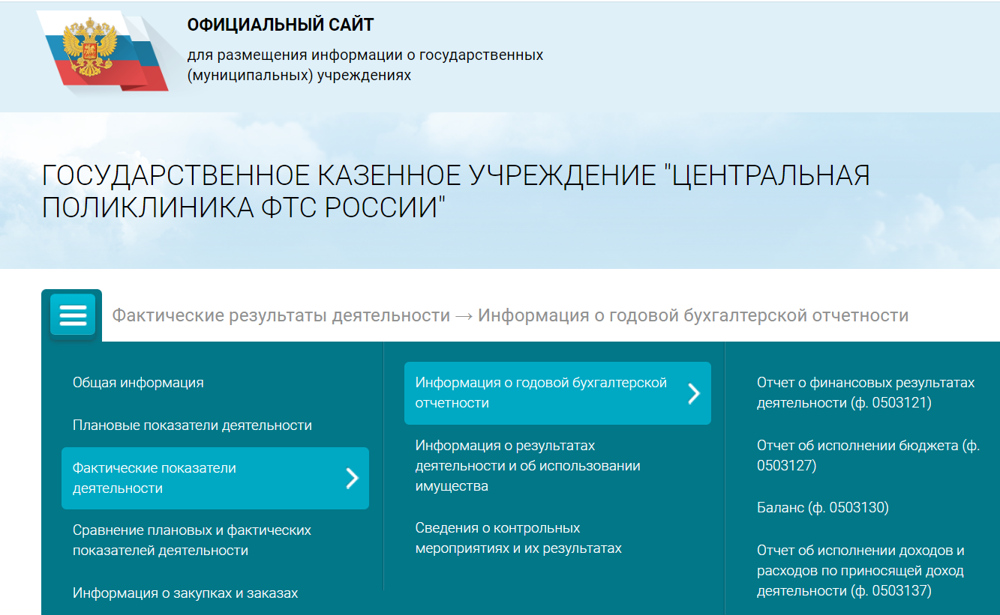 ОФИЦИАЛЬНЫЙ САЙТ
для размещения информации о государственных
(муниципальных) учреждениях
ГОСУДАРСТВЕННОЕ КАЗЕННОЕ УЧРЕЖДЕНИЕ "ЦЕНТРАЛЬНАЯ
ПОЛИКЛИНИКА ФТС РОССИИ"
Фактические результаты деятельности → Информация о годовой бухгалтерской отчетности
Общая информация
Плановые показатели деятельности
Фактические показатели
деятельности
Сравнение плановых и фактических
показателей деятельности
Информация о закупках и заказах
Информация о годовой бухгалтерской
отчетности
Информация о результатах
деятельности и об использовании
имущества
Сведения о контрольных
мероприятиях и их результатах
Отчет о финансовых результатах
деятельности (ф. 0503121)
Отчет об исполнении бюджета (ф.
0503127)
Баланс (ф. 0503130)
Отчет об исполнении доходов и
расходов по приносящей доход
деятельности (ф. 0503137)